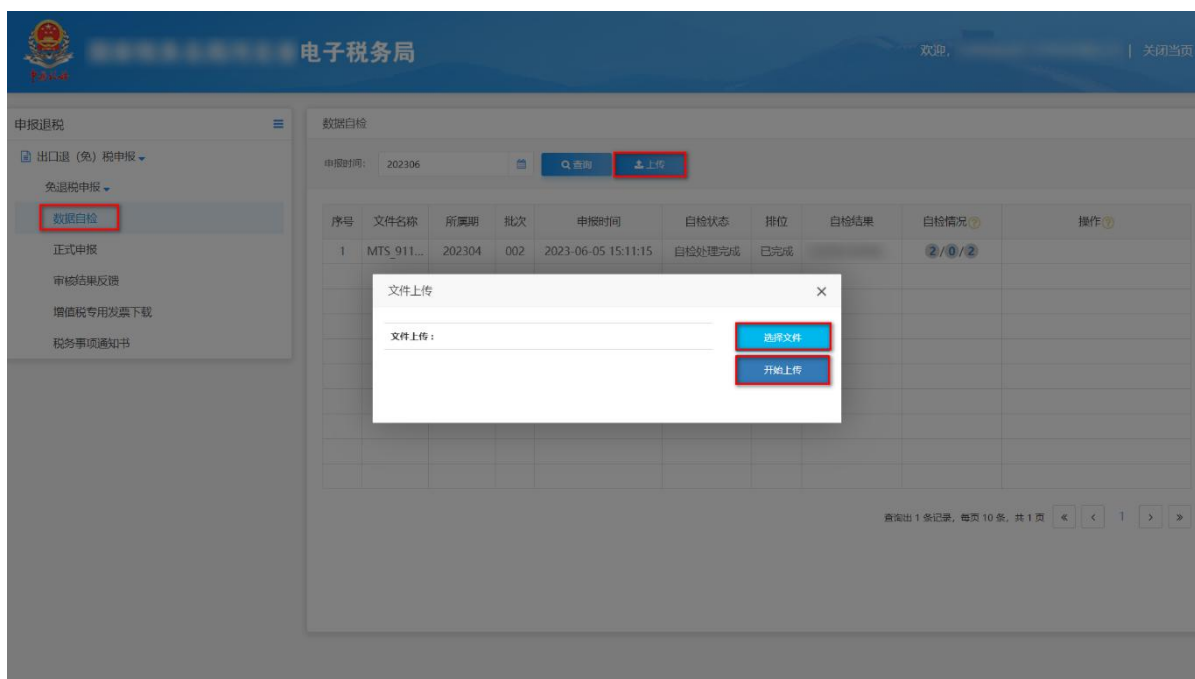 电子税务局
欢迎,
| 关闭当页
申报退税
出口退（免）税申报
免退税申报
数据自检
正式申报
审核结果反馈
增值税专用发票下载
税务事项通知书
数据自检
申报时间： 202306 查询 上传
序号 文件名称 所属期 批次 申报时间 自检状态 排位 自检结果 自检情况? 操作?
1 MTS_911... 202304 002 2023-06-05 15:11:15 自检处理完成 已完成 2/0/2
文件上传 ×
文件上传： 选择文件
开始上传
查询出 1 条记录, 每页 10 条, 共 1 页 « < 1 > »